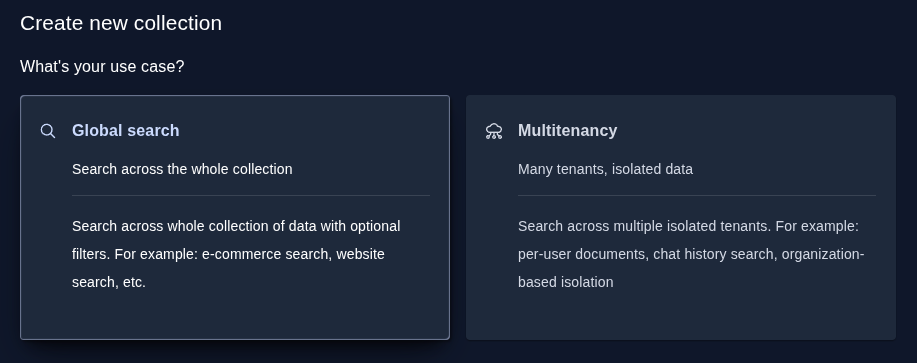 Create new collection
What's your use case?
Global search
Search across the whole collection
Search across whole collection of data with optional
filters. For example: e-commerce search, website
search, etc.
Multitenancy
Many tenants, isolated data
Search across multiple isolated tenants. For example:
per-user documents, chat history search, organization-
based isolation